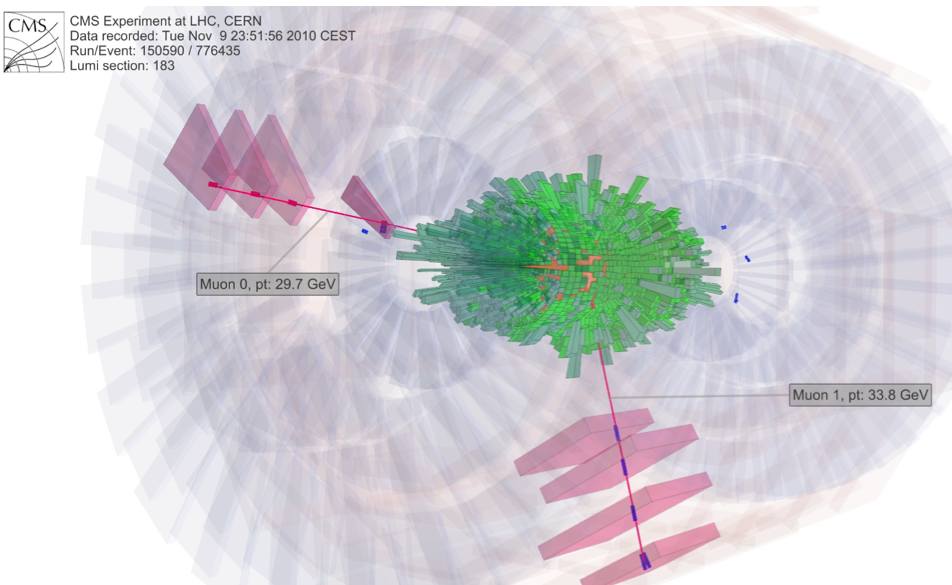 CMS
CMS Experiment at LHC, CERN
Data recorded: Tue Nov  9 23:51:56 2010 CEST
Run/Event: 150590 / 776435
Lumi section: 183
Muon 0, pt: 29.7 GeV
Muon 1, pt: 33.8 GeV